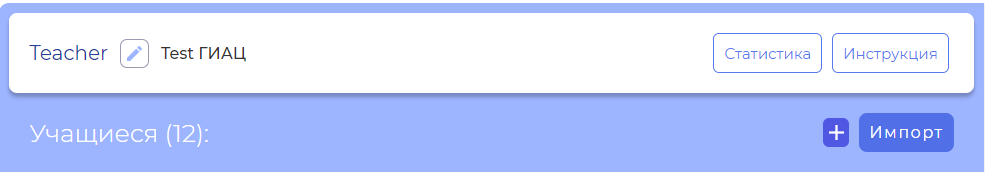 Teacher Test ГИАЦ Статистика Инструкция
Учащиеся (12): + Импорт